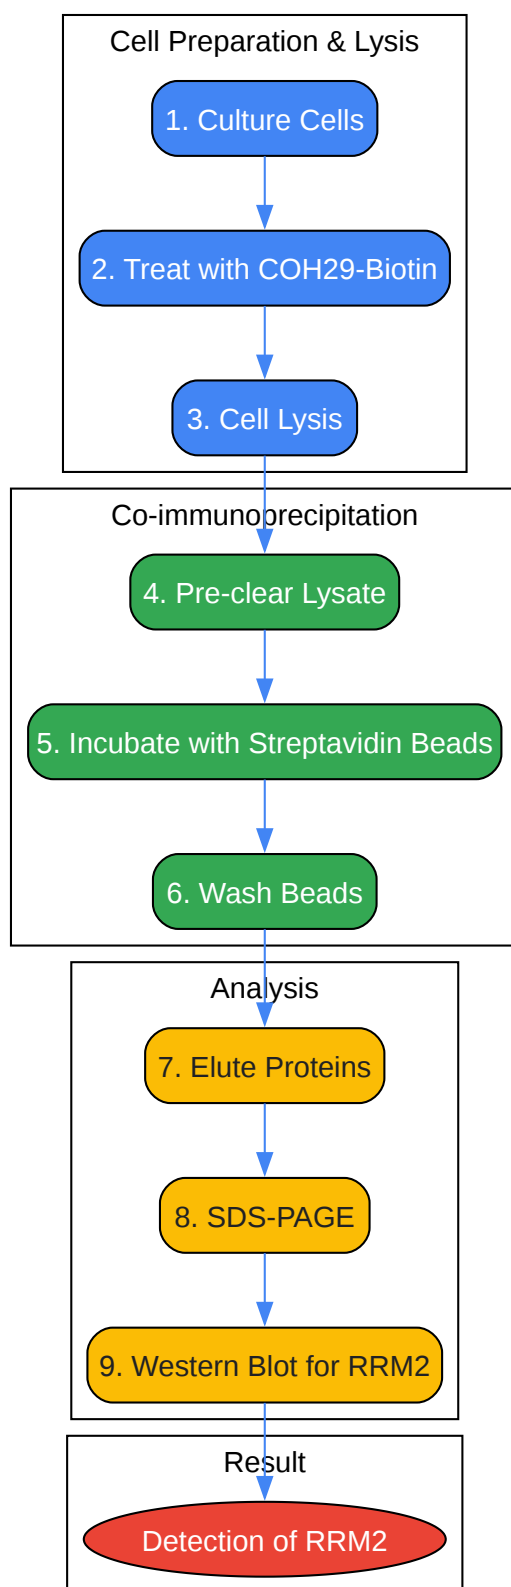 Cell Preparation & Lysis
1. Culture Cells
2. Treat with COH29-Biotin
3. Cell Lysis
Co-immunoprecipitation
4. Pre-clear Lysate
5. Incubate with Streptavidin Beads
6. Wash Beads
Analysis
7. Elute Proteins
8. SDS-PAGE
9. Western Blot for RRM2
Result
Detection of RRM2